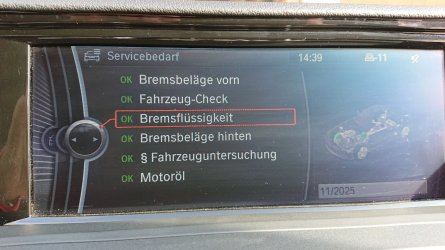 Servicebedarf
14:39
-11
OK Bremsbeläge vorn
OK Fahrzeug-Check
OK Bremsflüssigkeit
OK Bremsbeläge hinten
OK § Fahrzeuguntersuchung
OK Motoröl
11/2025